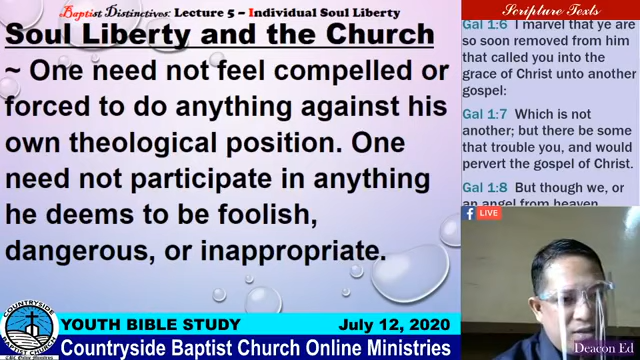 Baptist Distinctives: Lecture 5 – Individual Soul Liberty
Soul Liberty and the Church
~ One need not feel compelled or
forced to do anything against his
own theological position. One
need not participate in anything
he deems to be foolish,
dangerous, or inappropriate.
Scripture Texts
Gal 1:6 I marvel that ye are
so soon removed from him
that called you into the
grace of Christ unto another
gospel:
Gal 1:7 Which is not
another; but there be some
that trouble you, and would
pervert the gospel of Christ.
Gal 1:8 But though we, or
an angel from heaven,
f LIVE
Deacon Ed
COUNTRYSIDE
BAPTIST CHURCH
YOUTH BIBLE STUDY July 12, 2020
Countryside Baptist Church Online Ministries